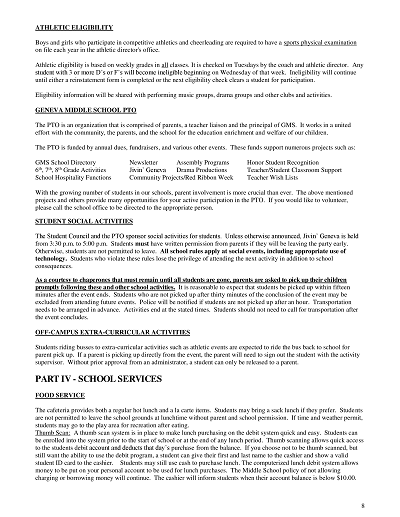 ATHLETIC ELIGIBILITY
Boys and girls who participate in competitive athletics and cheerleading are required to have a sports physical examination
on file each year in the athletic director's office.
Athletic eligibility is based on weekly grades in all classes. It is checked on Tuesdays by the coach and athletic director. Any
student with 3 or more D's or F's will become ineligible beginning on Wednesday of that week. Ineligibility will continue
until either a reinstatement form is completed or the next eligibility check clears a student for participation.
Eligibility information will be shared with performing music groups, drama groups and other clubs and activities.
GENEVA MIDDLE SCHOOL PTO
The PTO is an organization that is comprised of parents, a teacher liaison and the principal of GMS. It works in a united
effort with the community, the parents, and the school for the education enrichment and welfare of our children.
The PTO is funded by annual dues, fundraisers, and various other events. These funds support numerous projects such as:
GMS School Directory Newsletter Assembly Programs Honor Student Recognition
6th, 7th, 8th Grade Activities Jivin' Geneva Drama Productions Teacher/Student Classroom Support
School Hospitality Functions Community Projects/Red Ribbon Week Teacher Wish Lists
With the growing number of students in our schools, parent involvement is more crucial than ever. The above mentioned
projects and others provide many opportunities for your active participation in the PTO. If you would like to volunteer,
please call the school office to be directed to the appropriate person.
STUDENT SOCIAL ACTIVITIES
The Student Council and the PTO sponsor social activities for students. Unless otherwise announced, Jivin' Geneva is held
from 3:30 p.m. to 5:00 p.m. Students must have written permission from parents if they will be leaving the party early.
Otherwise, students are not permitted to leave. All school rules apply at social events, including appropriate use of
technology. Students who violate these rules lose the privilege of attending the next activity in addition to school
consequences.
As a courtesy to chaperones that must remain until all students are gone, parents are asked to pick up their children
promptly following these and other school activities. It is reasonable to expect that students be picked up within fifteen
minutes after the event ends. Students who are not picked up after thirty minutes of the conclusion of the event may be
excluded from attending future events. Police will be notified if students are not picked up after an hour. Transportation
needs to be arranged in advance. Activities end at the stated times. Students should not need to call for transportation after
the event concludes.
OFF-CAMPUS EXTRA-CURRICULAR ACTIVITIES
Students riding busses to extra-curricular activities such as athletic events are expected to ride the bus back to school for
parent pick up. If a parent is picking up directly from the event, the parent will need to sign out the student with the activity
supervisor. Without prior approval from an administrator, a student can only be released to a parent.
PART IV - SCHOOL SERVICES
FOOD SERVICE
The cafeteria provides both a regular hot lunch and a la carte items. Students may bring a sack lunch if they prefer. Students
are not permitted to leave the school grounds at lunchtime without parent and school permission. If time and weather permit,
students may go to the play area for recreation after eating.
Thumb Scan: A thumb scan system is in place to make lunch purchasing on the debit system quick and easy. Students can
be enrolled into the system prior to the start of school or at the end of any lunch period. Thumb scanning allows quick access
to the students debit account and deducts that day's purchase from the balance. If you choose not to be thumb scanned, but
still want the ability to use the debit program, a student can give their first and last name to the cashier and show a valid
student ID card to the cashier. Students may still use cash to purchase lunch. The computerized lunch debit system allows
money to be put on your personal account to be used for lunch purchases. The Middle School policy of not allowing
charging or borrowing money will continue. The cashier will inform students when their account balance is below $10.00.
8